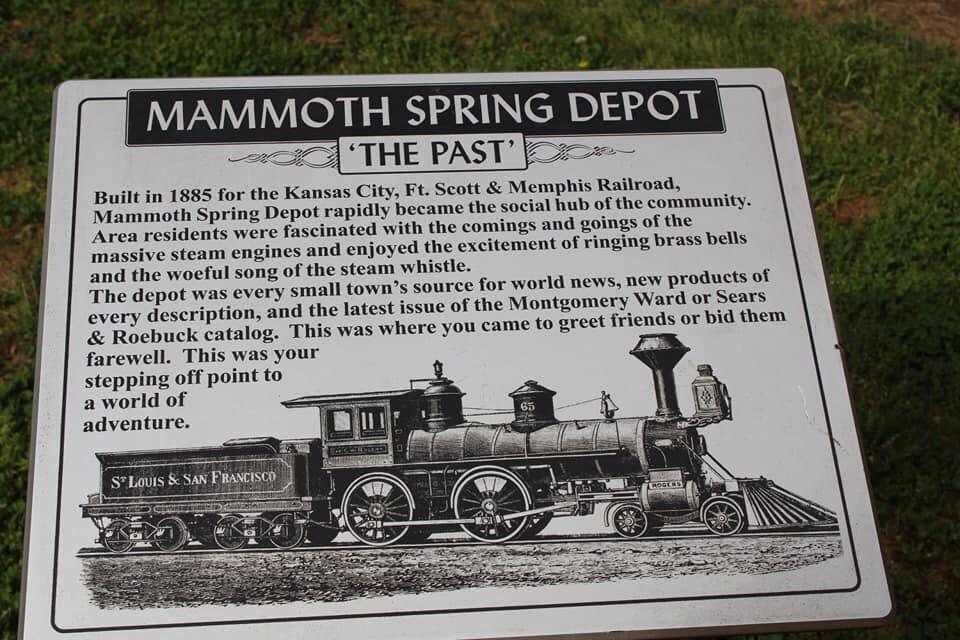 MAMMOTH SPRING DEPOT
'THE PAST'
Built in 1885 for the Kansas City, Ft. Scott & Memphis Railroad,
Mammoth Spring Depot rapidly became the social hub of the community.
Area residents were fascinated with the comings and goings of the
massive steam engines and enjoyed the excitement of ringing brass bells
and the woeful song of the steam whistle.
The depot was every small town's source for world news, new products of
every description, and the latest issue of the Montgomery Ward or Sears
& Roebuck catalog. This was where you came to greet friends or bid them
farewell. This was your
stepping off point to
a world of
adventure.
65
ST LOUIS & SAN FRANCISCO
ROGERS